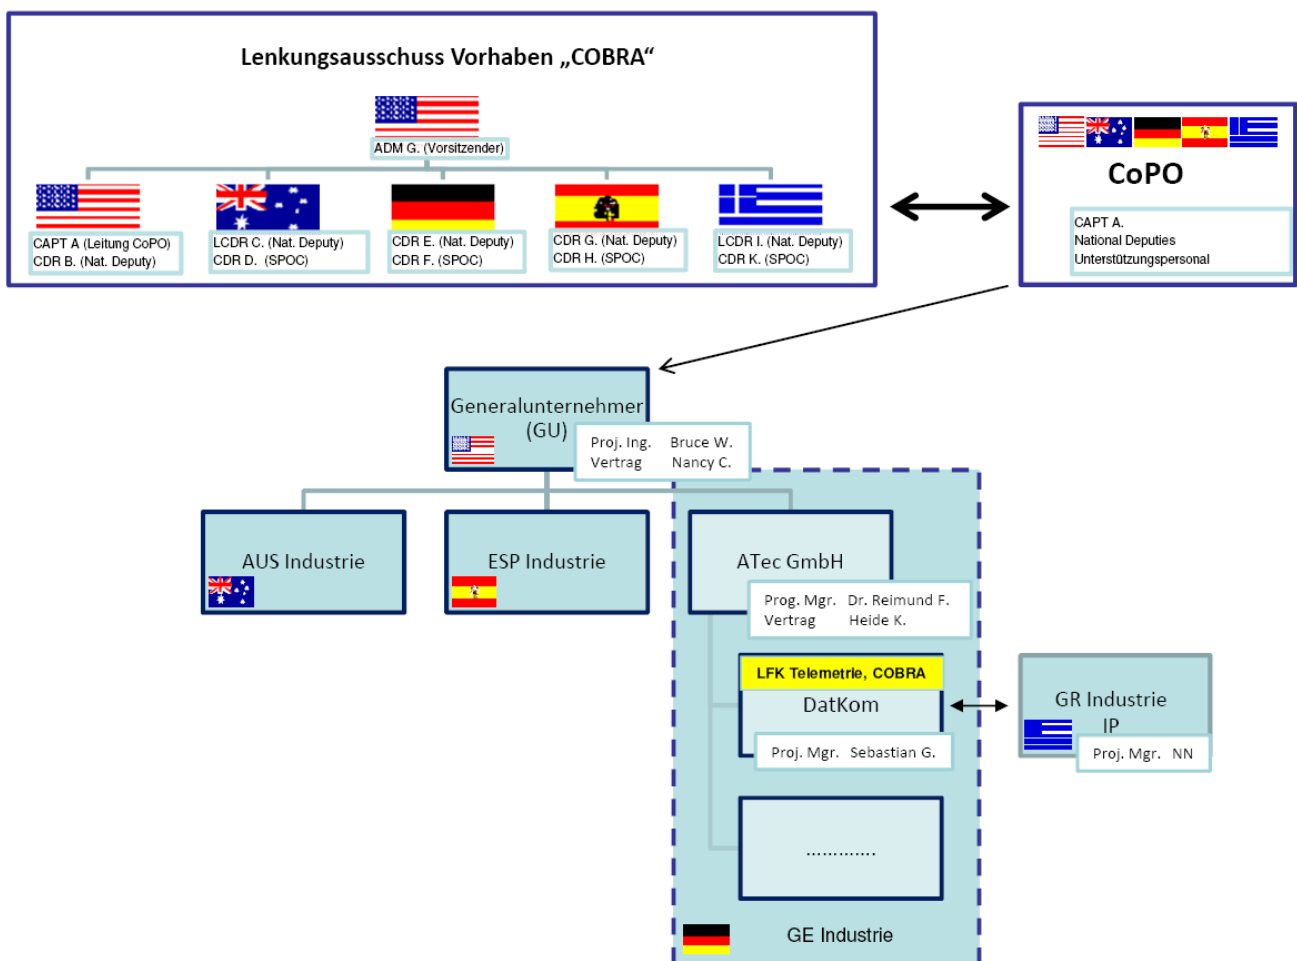 Lenkungsausschuss Vorhaben „COBRA“
ADM G. (Vorsitzender)
CAPT A (Leitung CoPO)
CDR B. (Nat. Deputy)
LCDR C. (Nat. Deputy)
CDR D. (SPOC)
CDR E. (Nat. Deputy)
CDR F. (SPOC)
CDR G. (Nat. Deputy)
CDR H. (SPOC)
LCDR I. (Nat. Deputy)
CDR K. (SPOC)
CoPO
CAPT A.
National Deputies
Unterstützungspersonal
Generalunternehmer
(GU)
Proj. Ing. Bruce W.
Vertrag Nancy C.
AUS Industrie
ESP Industrie
ATec GmbH
Prog. Mgr. Dr. Reimund F.
Vertrag Heide K.
LFK Telemetrie, COBRA
DatKom
Proj. Mgr. Sebastian G.
GR Industrie
IP
Proj. Mgr. NN
………….
GE Industrie